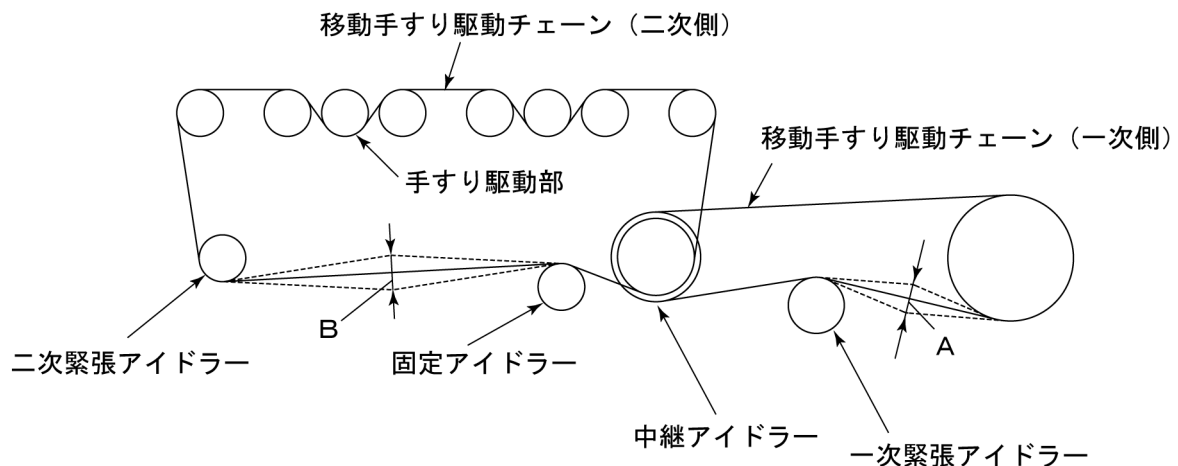 移動手すり駆動チェーン（二次側）
移動手すり駆動チェーン（一次側）
手すり駆動部
B
A
二次緊張アイドラー
固定アイドラー
中継アイドラー
一次緊張アイドラー